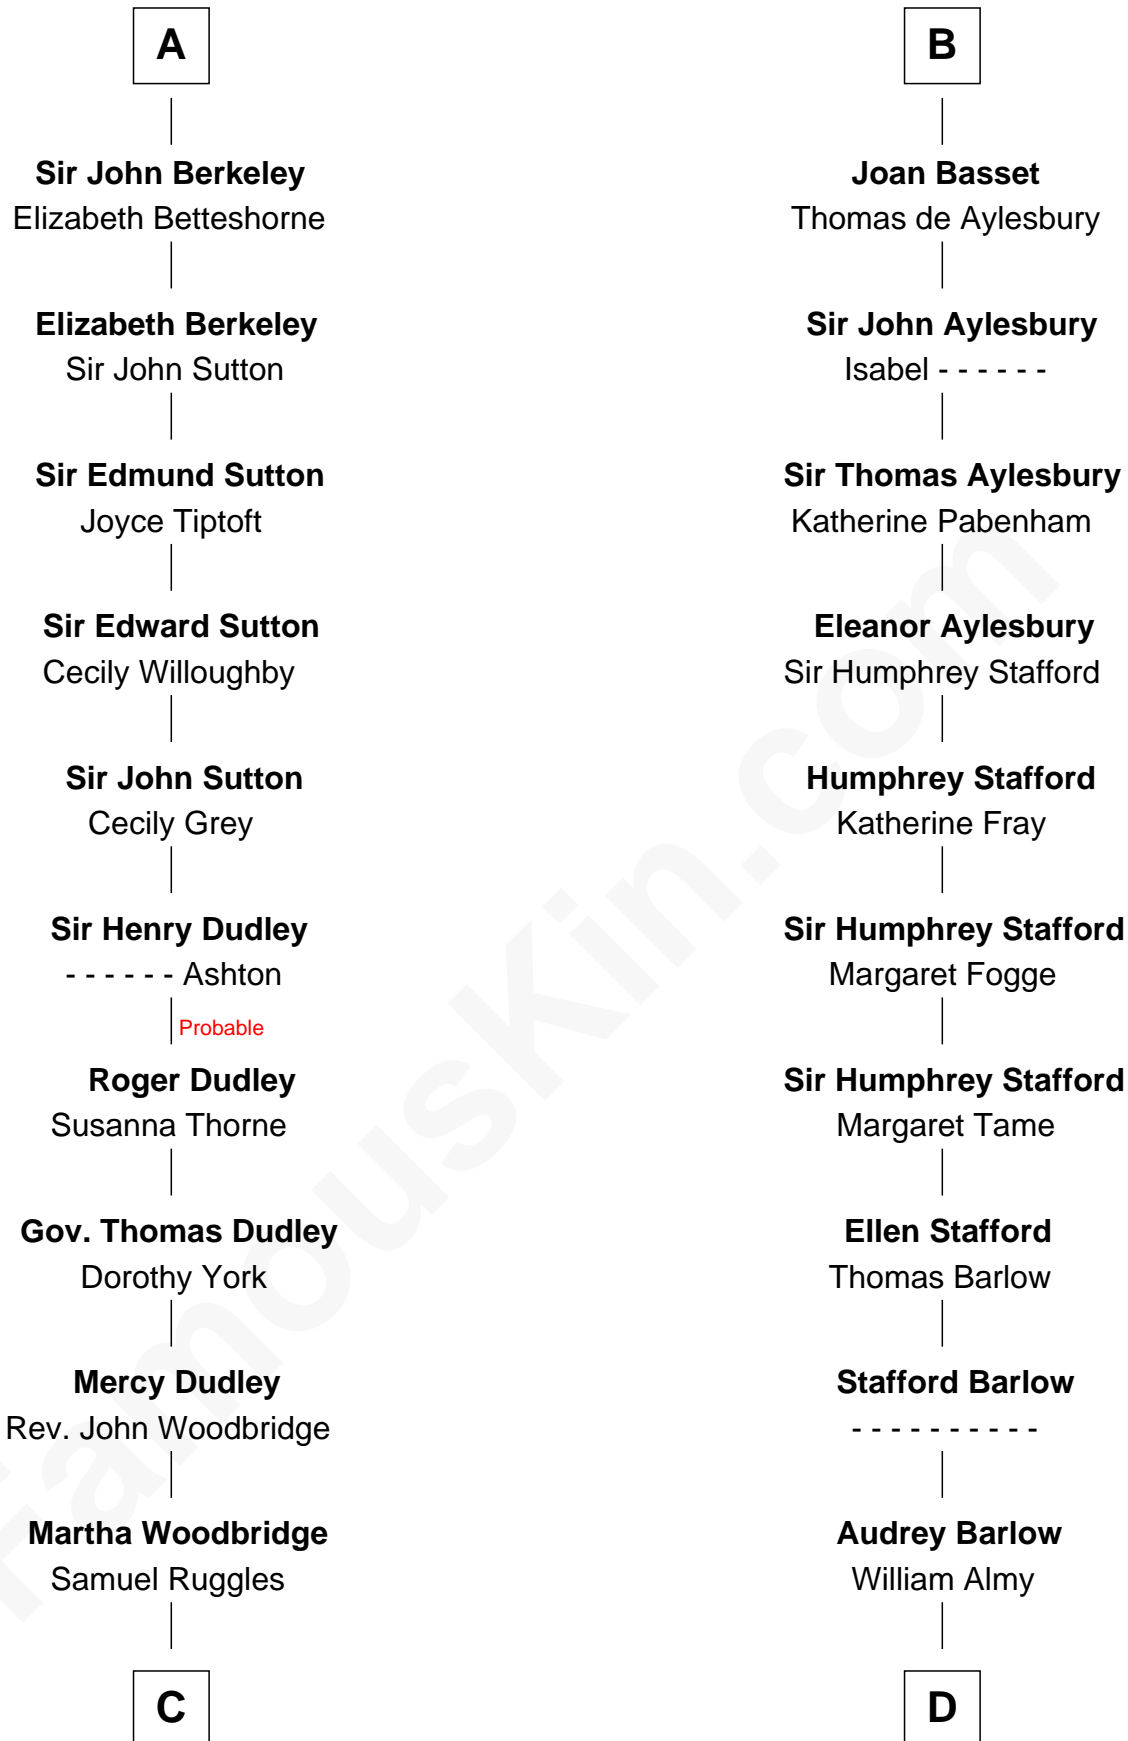 A
Sir John Berkeley
Elizabeth Betteshorne
Elizabeth Berkeley
Sir John Sutton
Sir Edmund Sutton
Joyce Tiptoft
Sir Edward Sutton
Cecily Willoughby
Sir John Sutton
Cecily Grey
Sir Henry Dudley
- - - - - - Ashton
Probable
Roger Dudley
Susanna Thorne
Gov. Thomas Dudley
Dorothy York
Mercy Dudley
Rev. John Woodbridge
Martha Woodbridge
Samuel Ruggles
C
B
Joan Basset
Thomas de Aylesbury
Sir John Aylesbury
Isabel - - - - - -
Sir Thomas Aylesbury
Katherine Pabenham
Eleanor Aylesbury
Sir Humphrey Stafford
Humphrey Stafford
Katherine Fray
Sir Humphrey Stafford
Margaret Fogge
Sir Humphrey Stafford
Margaret Tame
Ellen Stafford
Thomas Barlow
Stafford Barlow
- - - - - - - - - -
Audrey Barlow
William Almy
D
FamousKin.com